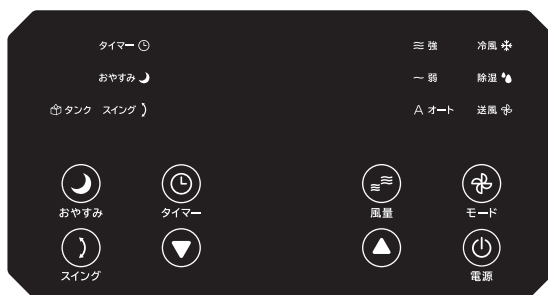 タイマー
おやすみ
タンク スイング
強 冷風
弱 除湿
A オート 送風
おやすみ タイマー 風量 モード
スイング 電源